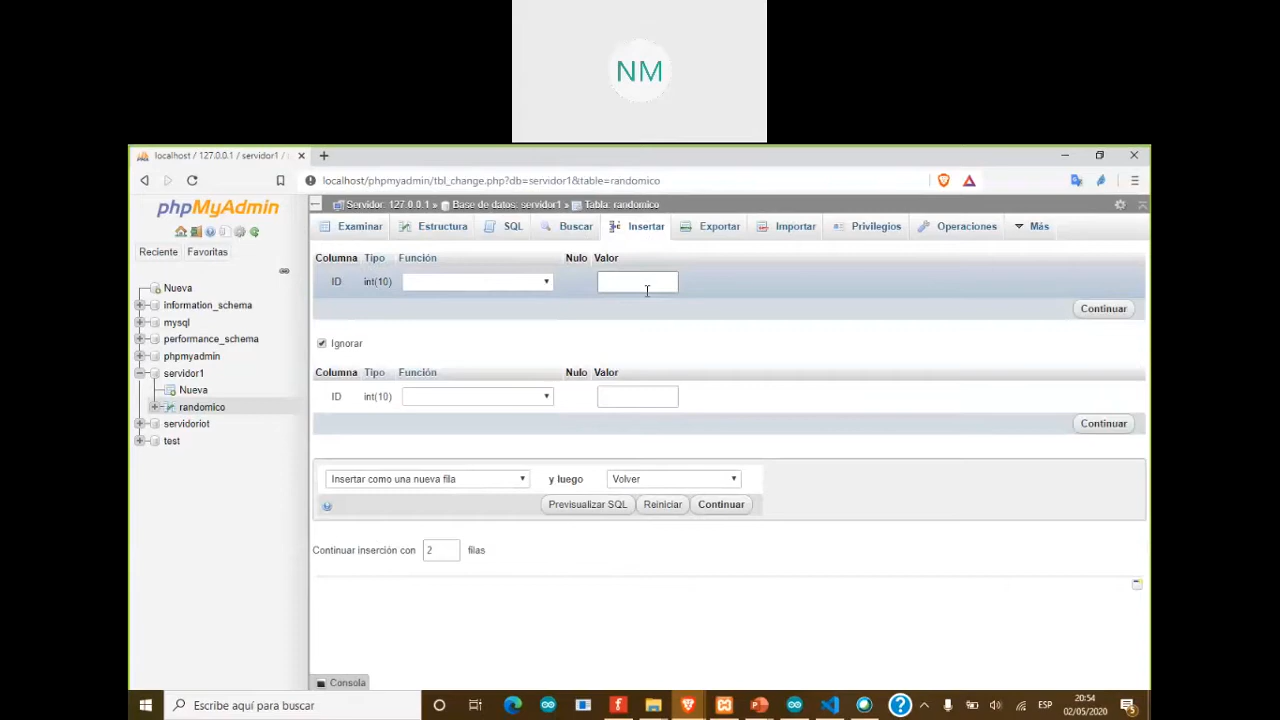 NM
localhost / 127.0.0.1 / servidor1 /
localhost/phpmyadmin/tbl_change.php?db=servidor1&table=randomico
phpMyAdmin
Reciente Favoritas
Nueva
information_schema
mysql
performance_schema
phpmyadmin
servidor1
Nueva
randomico
servidoriot
test
Servidor: 127.0.0.1 » Base de datos: servidor1 » Tabla: randomico
Examinar Estructura SQL Buscar Insertar Exportar Importar Privilegios Operaciones Más
Columna Tipo Función Nulo Valor
ID int(10)
Continuar
Ignorar
Columna Tipo Función Nulo Valor
ID int(10)
Continuar
Insertar como una nueva fila y luego Volver
Previsualizar SQL Reiniciar Continuar
Continuar inserción con 2 filas
Consola
Escribe aquí para buscar
ESP
20:54
02/05/2020
5